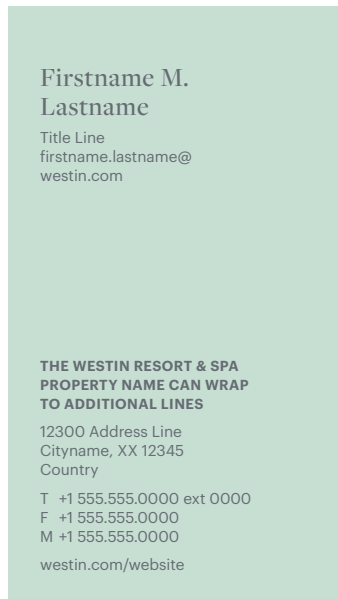 Firstname M.
Lastname
Title Line
firstname.lastname@
westin.com
THE WESTIN RESORT & SPA
PROPERTY NAME CAN WRAP
TO ADDITIONAL LINES
12300 Address Line
Cityname, XX 12345
Country
T +1 555.555.0000 ext 0000
F +1 555.555.0000
M +1 555.555.0000
westin.com/website